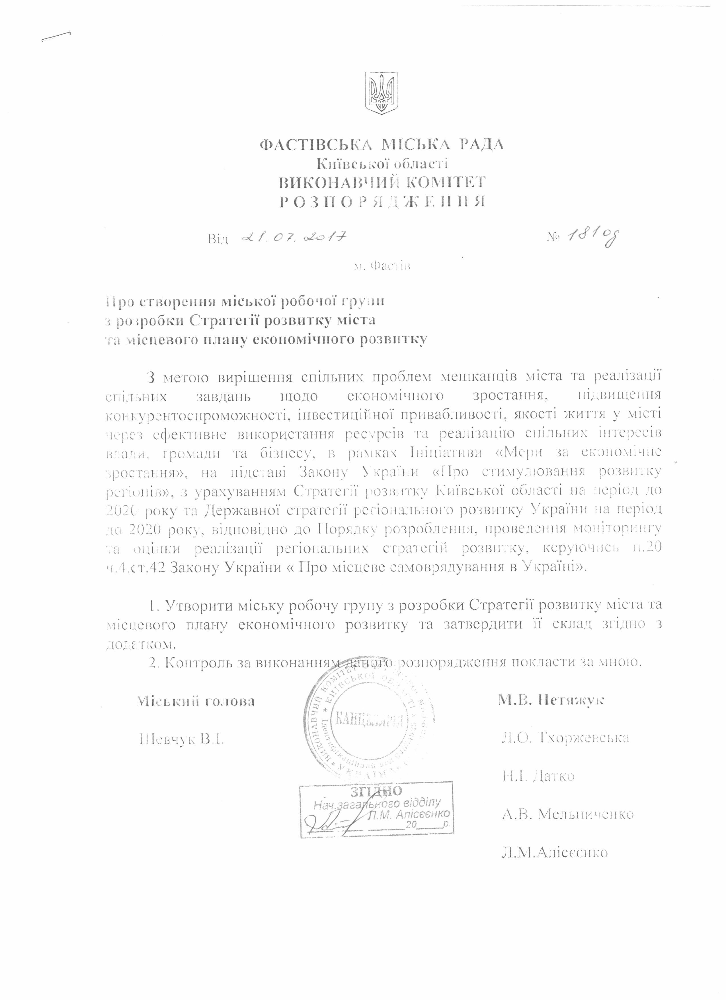 ФАСТІВСЬКА МІСЬКА РАДА
Київської області
ВИКОНАВЧИЙ КОМІТЕТ
Р О З П О Р Я Д Ж Е Н Н Я
Від 21.07.2017 № 181 од
м. Фастів
Про створення міської робочої групи
з розробки Стратегії розвитку міста
та місцевого плану економічного розвитку
З метою вирішення спільних проблем мешканців міста та реалізації
спільних завдань щодо економічного зростання, підвищення
конкурентоспроможності, інвестиційної привабливості, якості життя у місті
через ефективне використання ресурсів та реалізацію спільних інтересів
влади, громади та бізнесу, в рамках Ініціативи «Мери за економічне
зростання», на підставі Закону України «Про стимулювання розвитку
регіонів», з урахуванням Стратегії розвитку Київської області на період до
2020 року та Державної стратегії регіонального розвитку України на період
до 2020 року, відповідно до Порядку розроблення, проведення моніторингу
та оцінки реалізації регіональних стратегій розвитку, керуючись п.20
ч.4.ст.42 Закону України « Про місцеве самоврядування в Україні».
1. Утворити міську робочу групу з розробки Стратегії розвитку міста та
місцевого плану економічного розвитку та затвердити її склад згідно з
додатком.
2. Контроль за виконанням даного розпорядження покласти за мною.
Міський голова М.В. Нетяжук
Шевчук В.І. Л.О. Тхоржевська
Н.І. Датко
А.В. Мельниченко
Л.М.Алісєєнко
ВИКОНАВЧИЙ КОМІТЕТ МІСЬКОЇ
* КИЇВСЬКОЇ ОБЛАСТІ *
Ідентифікаційний код
* УКРАЇНА *
КАНЦЕЛЯРІЯ
ЗГІДНО
Нач.загального відділу
Л.М. Алісєєнко
20 р.